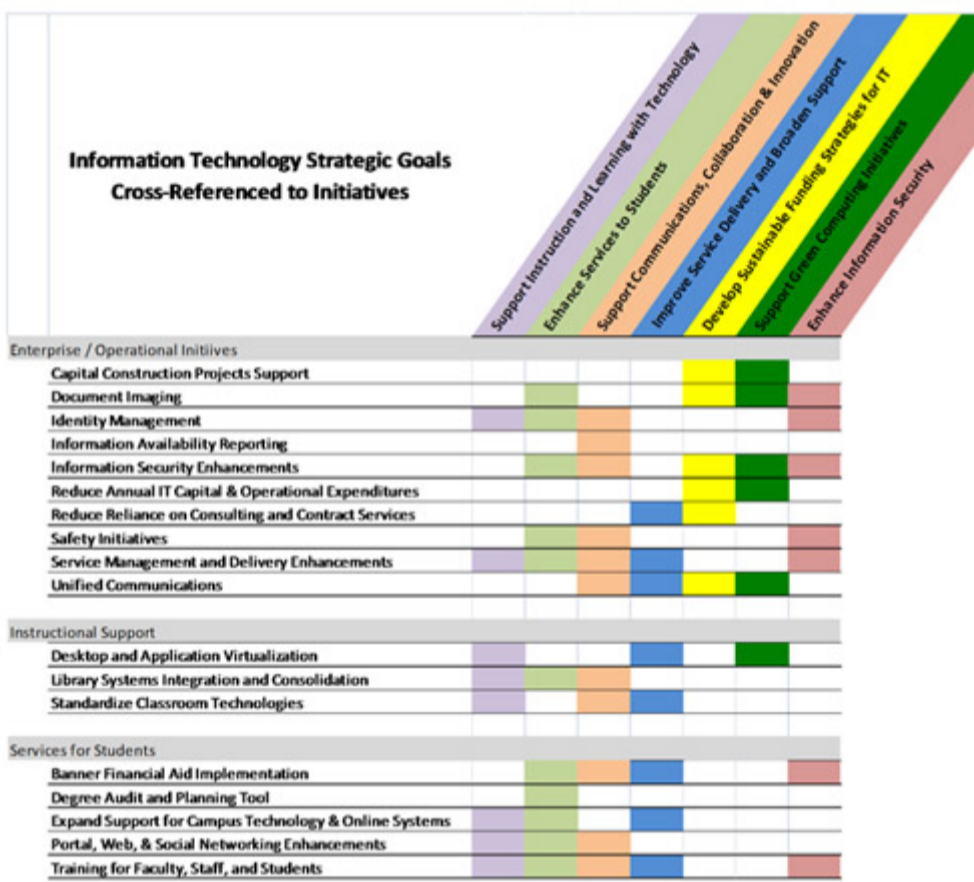 Information Technology Strategic Goals
Cross-Referenced to Initiatives
Support Instruction and Learning with Technology
Enhance Services to Students
Support Communications, Collaboration & Innovation
Improve Service Delivery and Broaden Support
Develop Sustainable Funding Strategies for IT
Support Green Computing Initiatives
Enhance Information Security
Enterprise / Operational Initiives
Capital Construction Projects Support
Document Imaging
Identity Management
Information Availability Reporting
Information Security Enhancements
Reduce Annual IT Capital & Operational Expenditures
Reduce Reliance on Consulting and Contract Services
Safety Initiatives
Service Management and Delivery Enhancements
Unified Communications
Instructional Support
Desktop and Application Virtualization
Library Systems Integration and Consolidation
Standardize Classroom Technologies
Services for Students
Banner Financial Aid Implementation
Degree Audit and Planning Tool
Expand Support for Campus Technology & Online Systems
Portal, Web, & Social Networking Enhancements
Training for Faculty, Staff, and Students